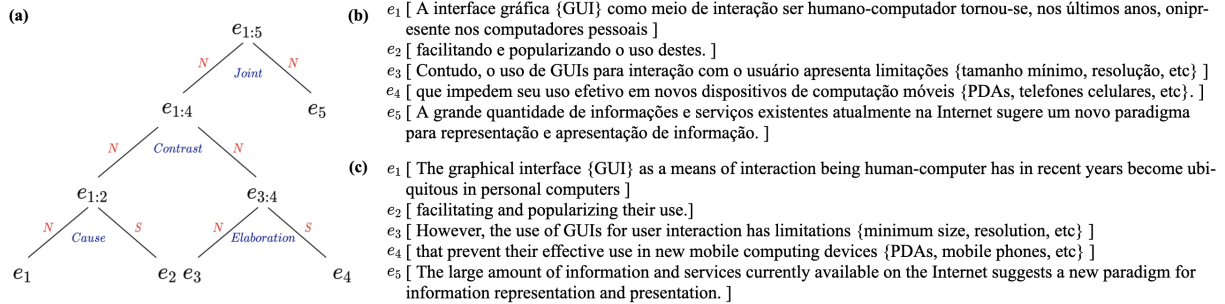 (a)
e1:5
N N
Joint
e1:4 e5
N N
Contrast
e1:2 e3:4
N S N S
Cause Elaboration
e1 e2 e3 e4
(b) e1 [ A interface gráfica {GUI} como meio de interação ser humano-computador tornou-se, nos últimos anos, onipr-
esente nos computadores pessoais ]
e2 [ facilitando e popularizando o uso destes. ]
e3 [ Contudo, o uso de GUIs para interação com o usuário apresenta limitações {tamanho mínimo, resolução, etc} ]
e4 [ que impedem seu uso efetivo em novos dispositivos de computação móveis {PDAs, telefones celulares, etc}. ]
e5 [ A grande quantidade de informações e serviços existentes atualmente na Internet sugere um novo paradigma
para representação e apresentação de informação. ]
(c) e1 [ The graphical interface {GUI} as a means of interaction being human-computer has in recent years become ubi-
quitous in personal computers ]
e2 [ facilitating and popularizing their use.]
e3 [ However, the use of GUIs for user interaction has limitations {minimum size, resolution, etc} ]
e4 [ that prevent their effective use in new mobile computing devices {PDAs, mobile phones, etc} ]
e5 [ The large amount of information and services currently available on the Internet suggests a new paradigm for
information representation and presentation. ]